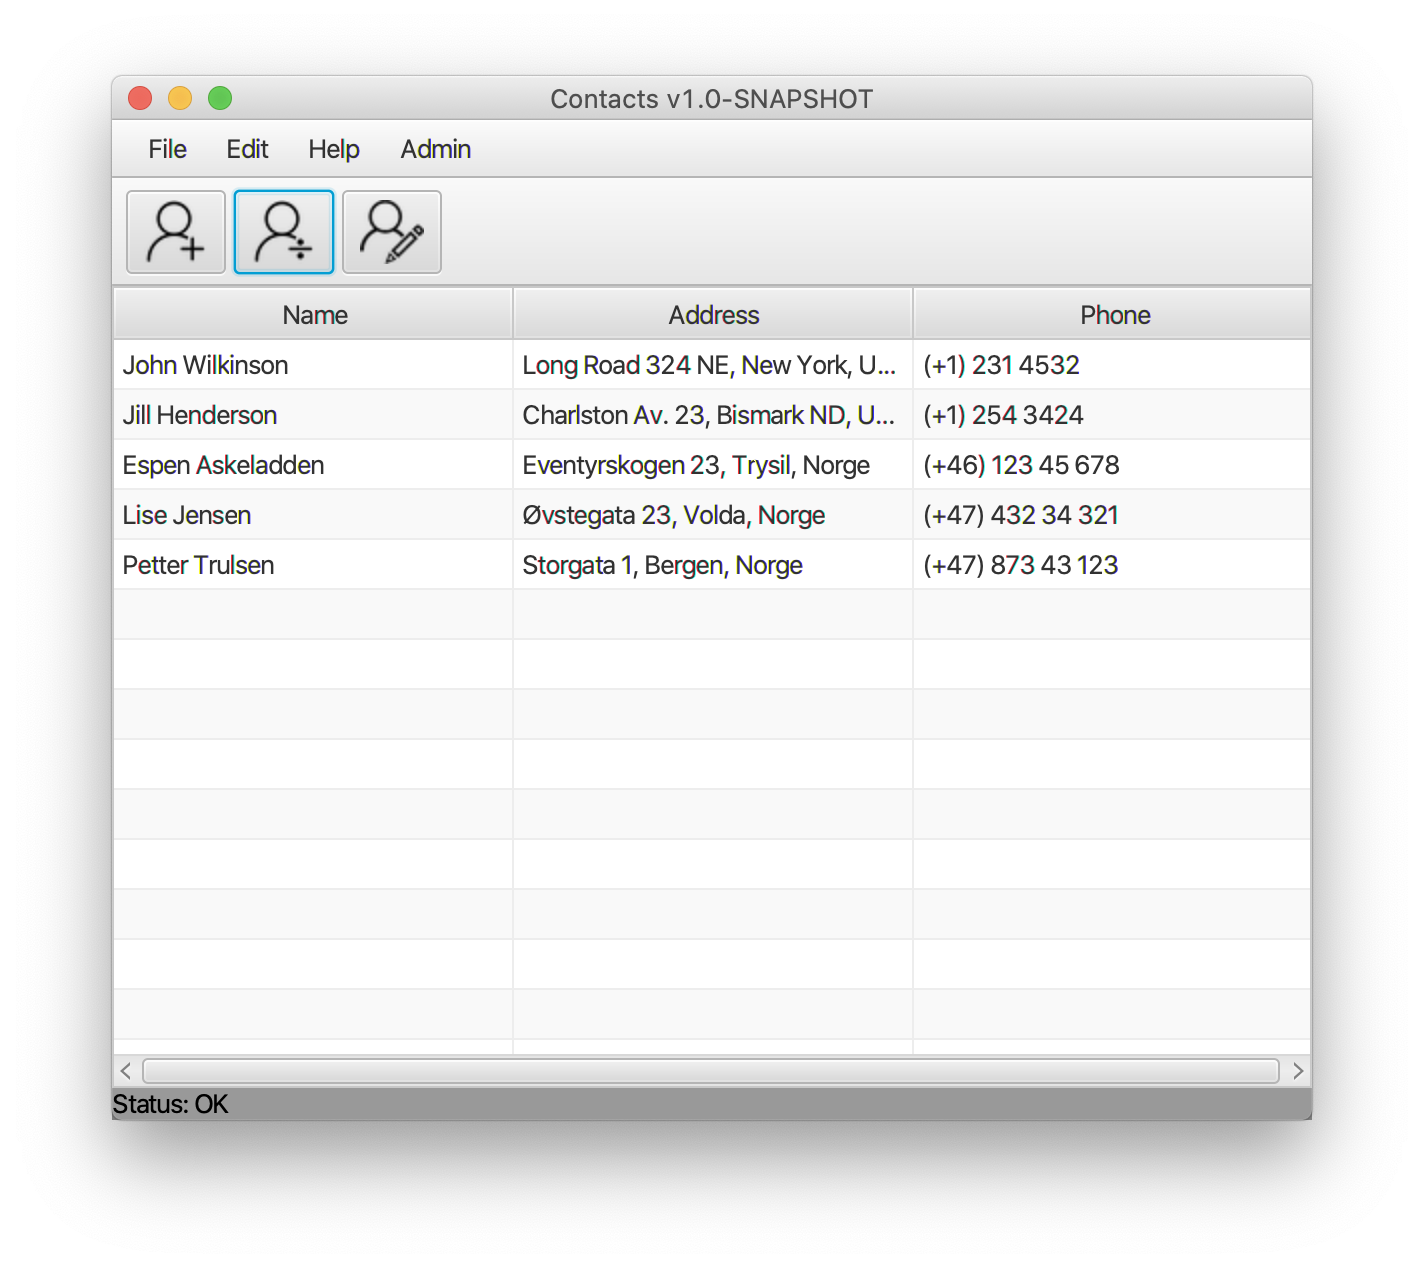 Contacts v1.0-SNAPSHOT
File Edit Help Admin
Name Address Phone
John Wilkinson Long Road 324 NE, New York, U... (+1) 231 4532
Jill Henderson Charlston Av. 23, Bismark ND, U... (+1) 254 3424
Espen Askeladden Eventyrskogen 23, Trysil, Norge (+46) 123 45 678
Lise Jensen Øvstegata 23, Volda, Norge (+47) 432 34 321
Petter Trulsen Storgata 1, Bergen, Norge (+47) 873 43 123
Status: OK